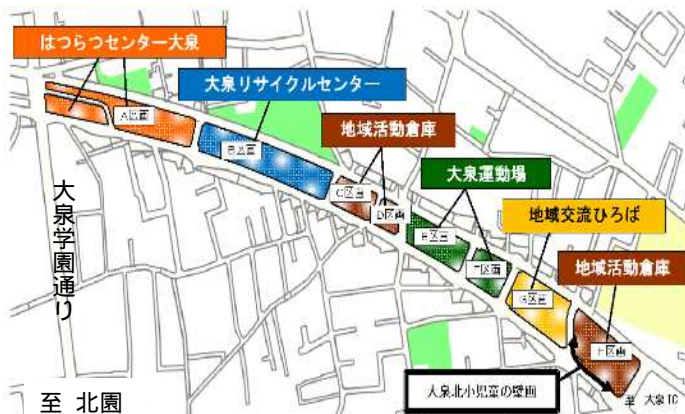 はつらつセンター大泉
大泉リサイクルセンター
地域活動倉庫
大泉運動場
地域交流ひろば
地域活動倉庫
A区画
B区画
C区画
D区画
E区画
F区画
G区画
H区画
大泉学園通り
大泉北小児童の壁画
至 大泉IC
至 北園